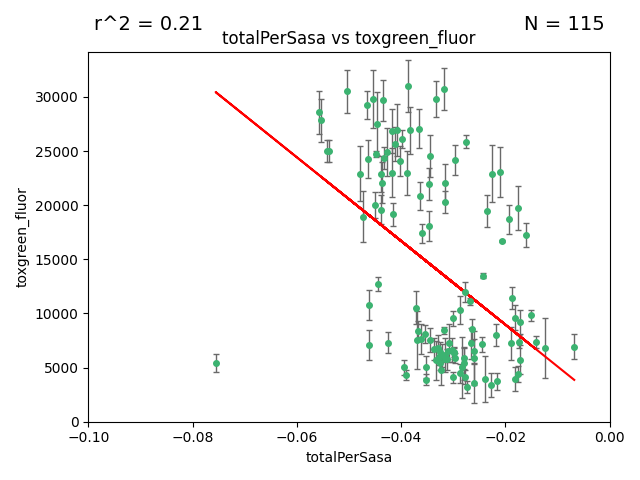 r^2 = 0.21 N = 115
totalPerSasa vs toxgreen_fluor
toxgreen_fluor
30000
25000
20000
15000
10000
5000
0
−0.10 −0.08 −0.06 −0.04 −0.02 0.00
totalPerSasa